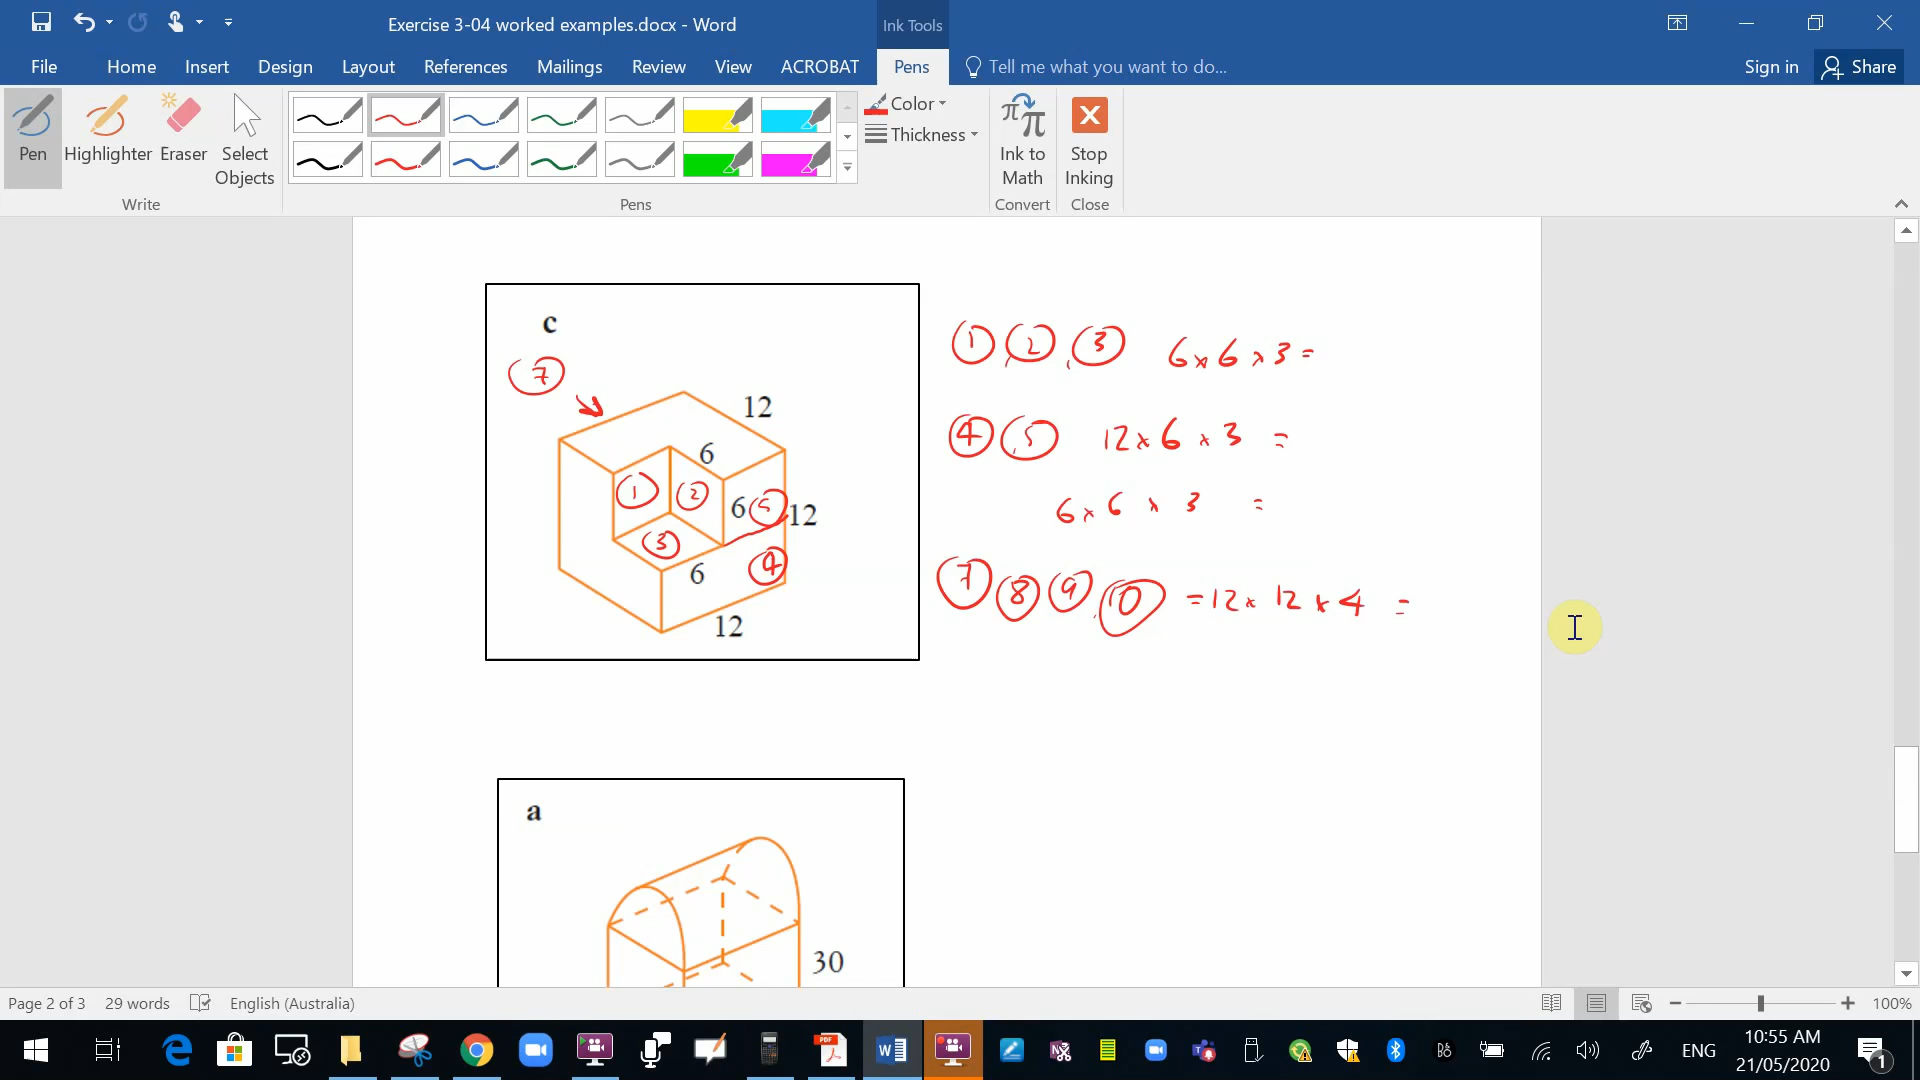 Exercise 3-04 worked examples.docx - Word
Ink Tools
File Home Insert Design Layout References Mailings Review View ACROBAT Pens Tell me what you want to do... Sign in Share
Pen Highlighter Eraser Select Objects
Color
Thickness
Ink to Math
Stop Inking
Write Pens Convert Close
c
7
12
6
1 2 6 5 12
3 4
6
12
1, 2, 3 6 x 6 x 3 =
4, 5 12 x 6 x 3 =
6 x 6 x 3 =
7 8 9, 10 = 12 x 12 x 4 =
a
30
Page 2 of 3 29 words English (Australia) 100%
ENG
10:55 AM
21/05/2020
1